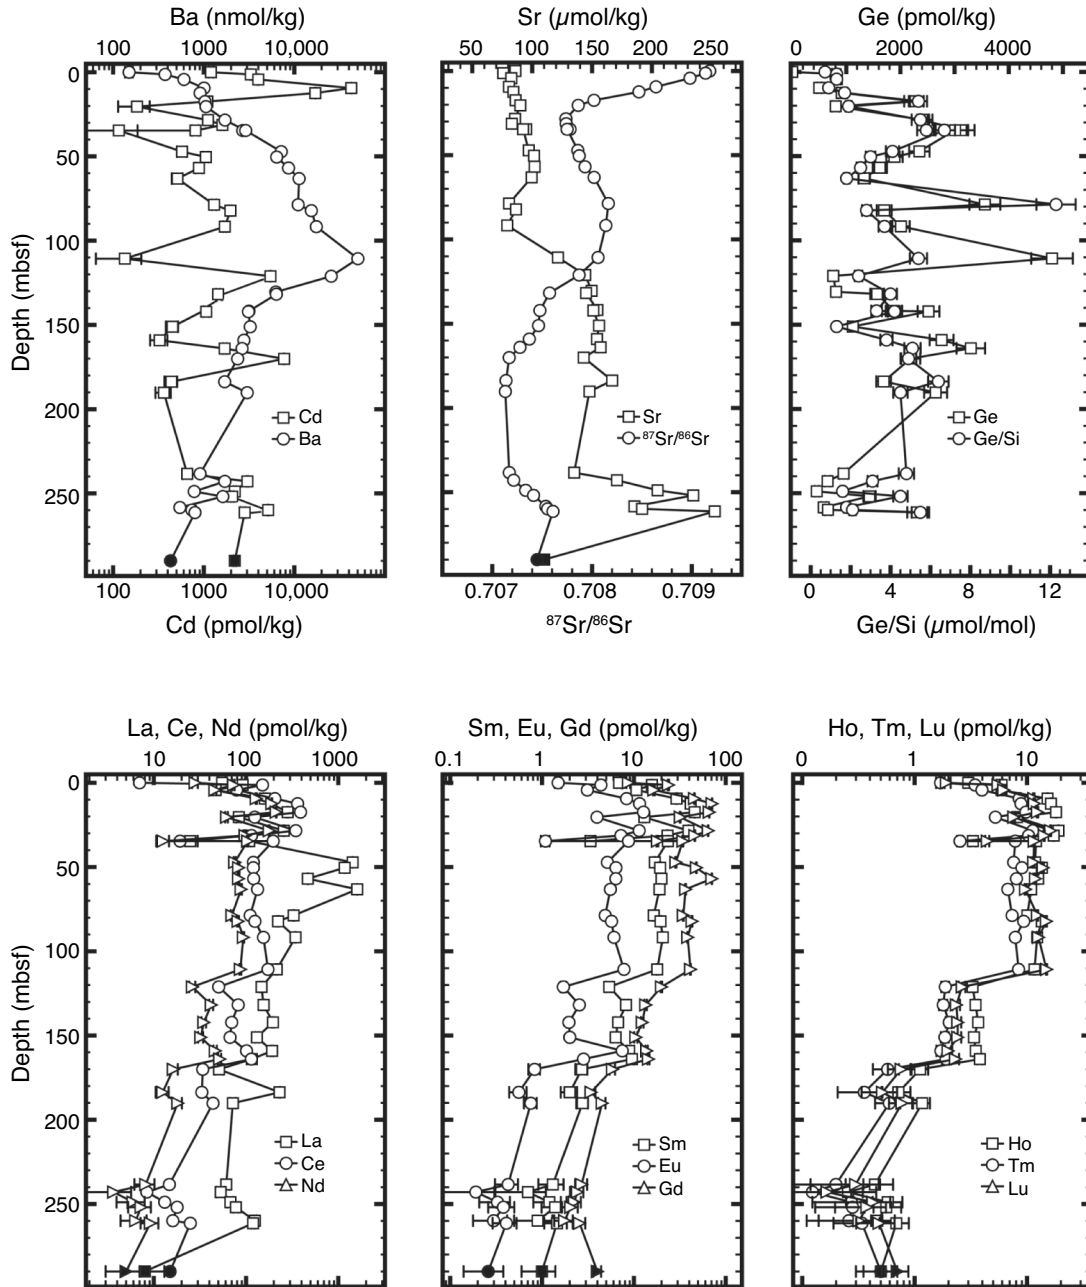 Ba (nmol/kg)
100 1000 10,000
Sr (µmol/kg)
50 100 150 200 250
Ge (pmol/kg)
0 2000 4000
Depth (mbsf)
0
50
100
150
200
250
Cd
Ba
Sr
⁸⁷Sr/⁸⁶Sr
Ge
Ge/Si
100 1000 10,000
Cd (pmol/kg)
0.707 0.708 0.709
⁸⁷Sr/⁸⁶Sr
0 4 8 12
Ge/Si (µmol/mol)
La, Ce, Nd (pmol/kg)
10 100 1000
Sm, Eu, Gd (pmol/kg)
0.1 1 10 100
Ho, Tm, Lu (pmol/kg)
0 1 10
Depth (mbsf)
0
50
100
150
200
250
La
Ce
Nd
Sm
Eu
Gd
Ho
Tm
Lu